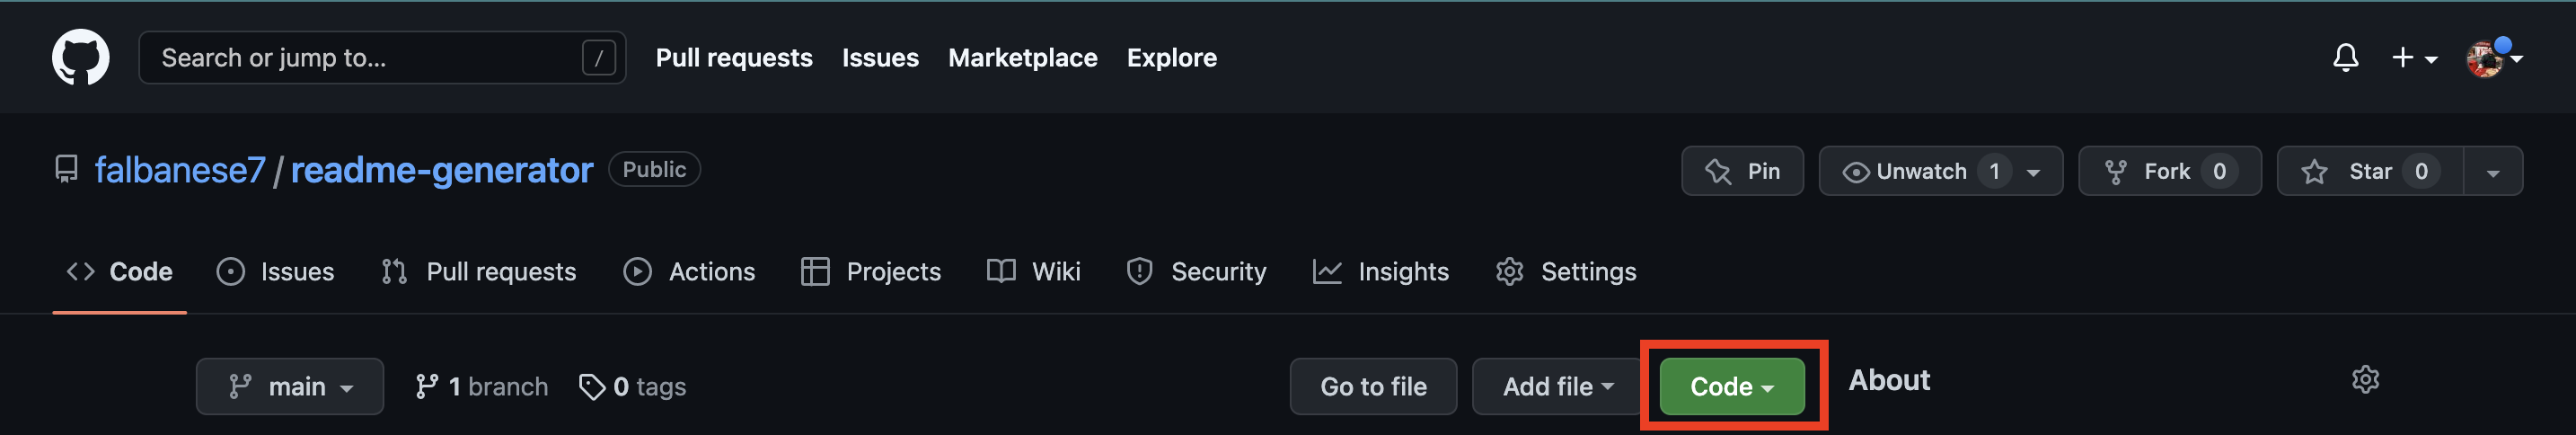 Search or jump to... / Pull requests Issues Marketplace Explore
falbanese7 / readme-generator Public Pin Unwatch 1 Fork 0 Star 0
Code Issues Pull requests Actions Projects Wiki Security Insights Settings
main 1 branch 0 tags Go to file Add file Code About